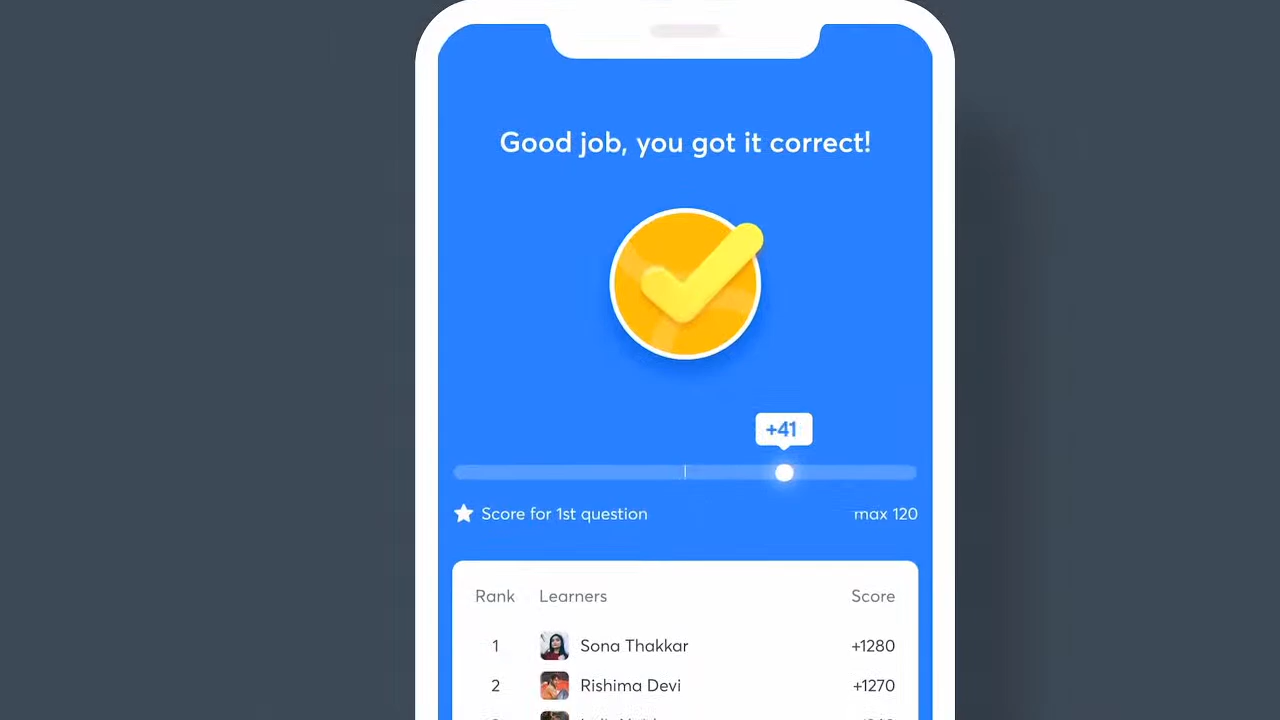 Good job, you got it correct!
+41
Score for 1st question max 120
Rank Learners Score
1 Sona Thakkar +1280
2 Rishima Devi +1270